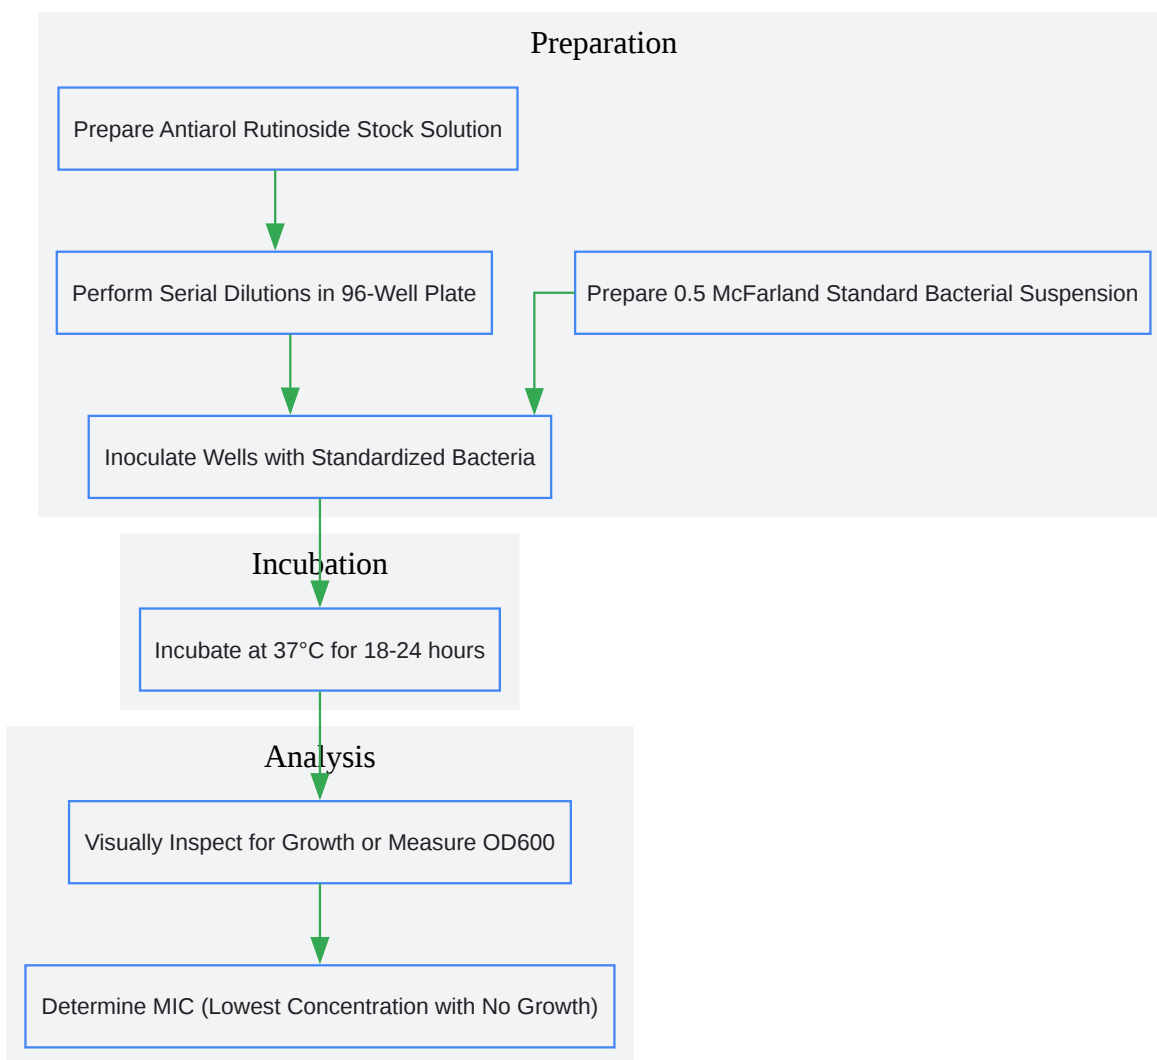 Preparation
Prepare Antiarol Rutinoside Stock Solution
Perform Serial Dilutions in 96-Well Plate
Prepare 0.5 McFarland Standard Bacterial Suspension
Inoculate Wells with Standardized Bacteria
Incubation
Incubate at 37°C for 18-24 hours
Analysis
Visually Inspect for Growth or Measure OD600
Determine MIC (Lowest Concentration with No Growth)